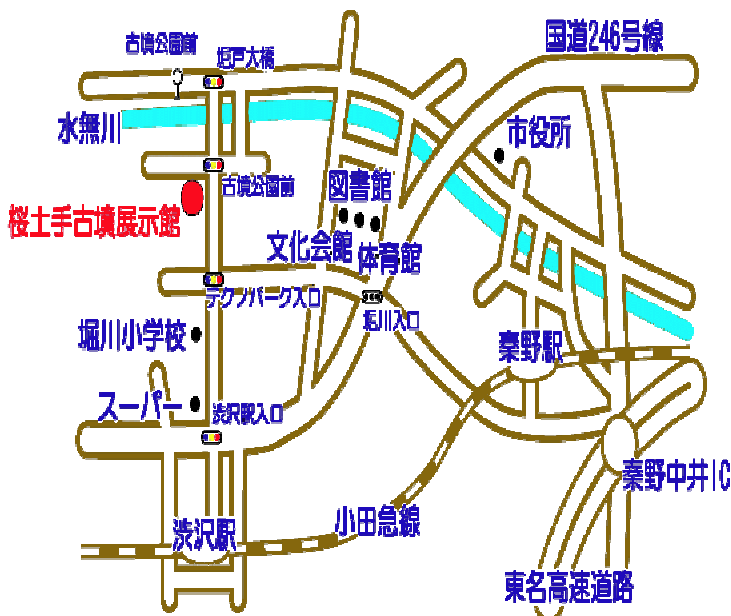 国道246号線
古墳公園前
堀戸大橋
水無川
市役所
古墳公園前
図書館
桜土手古墳展示館
文化会館
体育館
テクノパーク入口
堀川入口
堀川小学校
秦野駅
スーパー
渋沢駅入口
秦野中井IC
小田急線
渋沢駅
東名高速道路